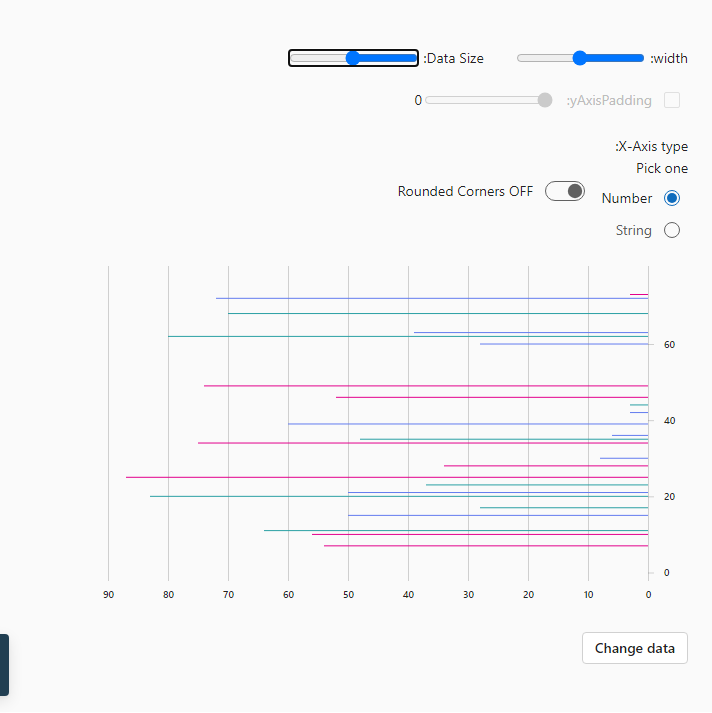 :width
:Data Size
:yAxisPadding
0
:X-Axis type
Pick one
Number
Rounded Corners OFF
String
60
40
20
0
90 80 70 60 50 40 30 20 10 0
Change data